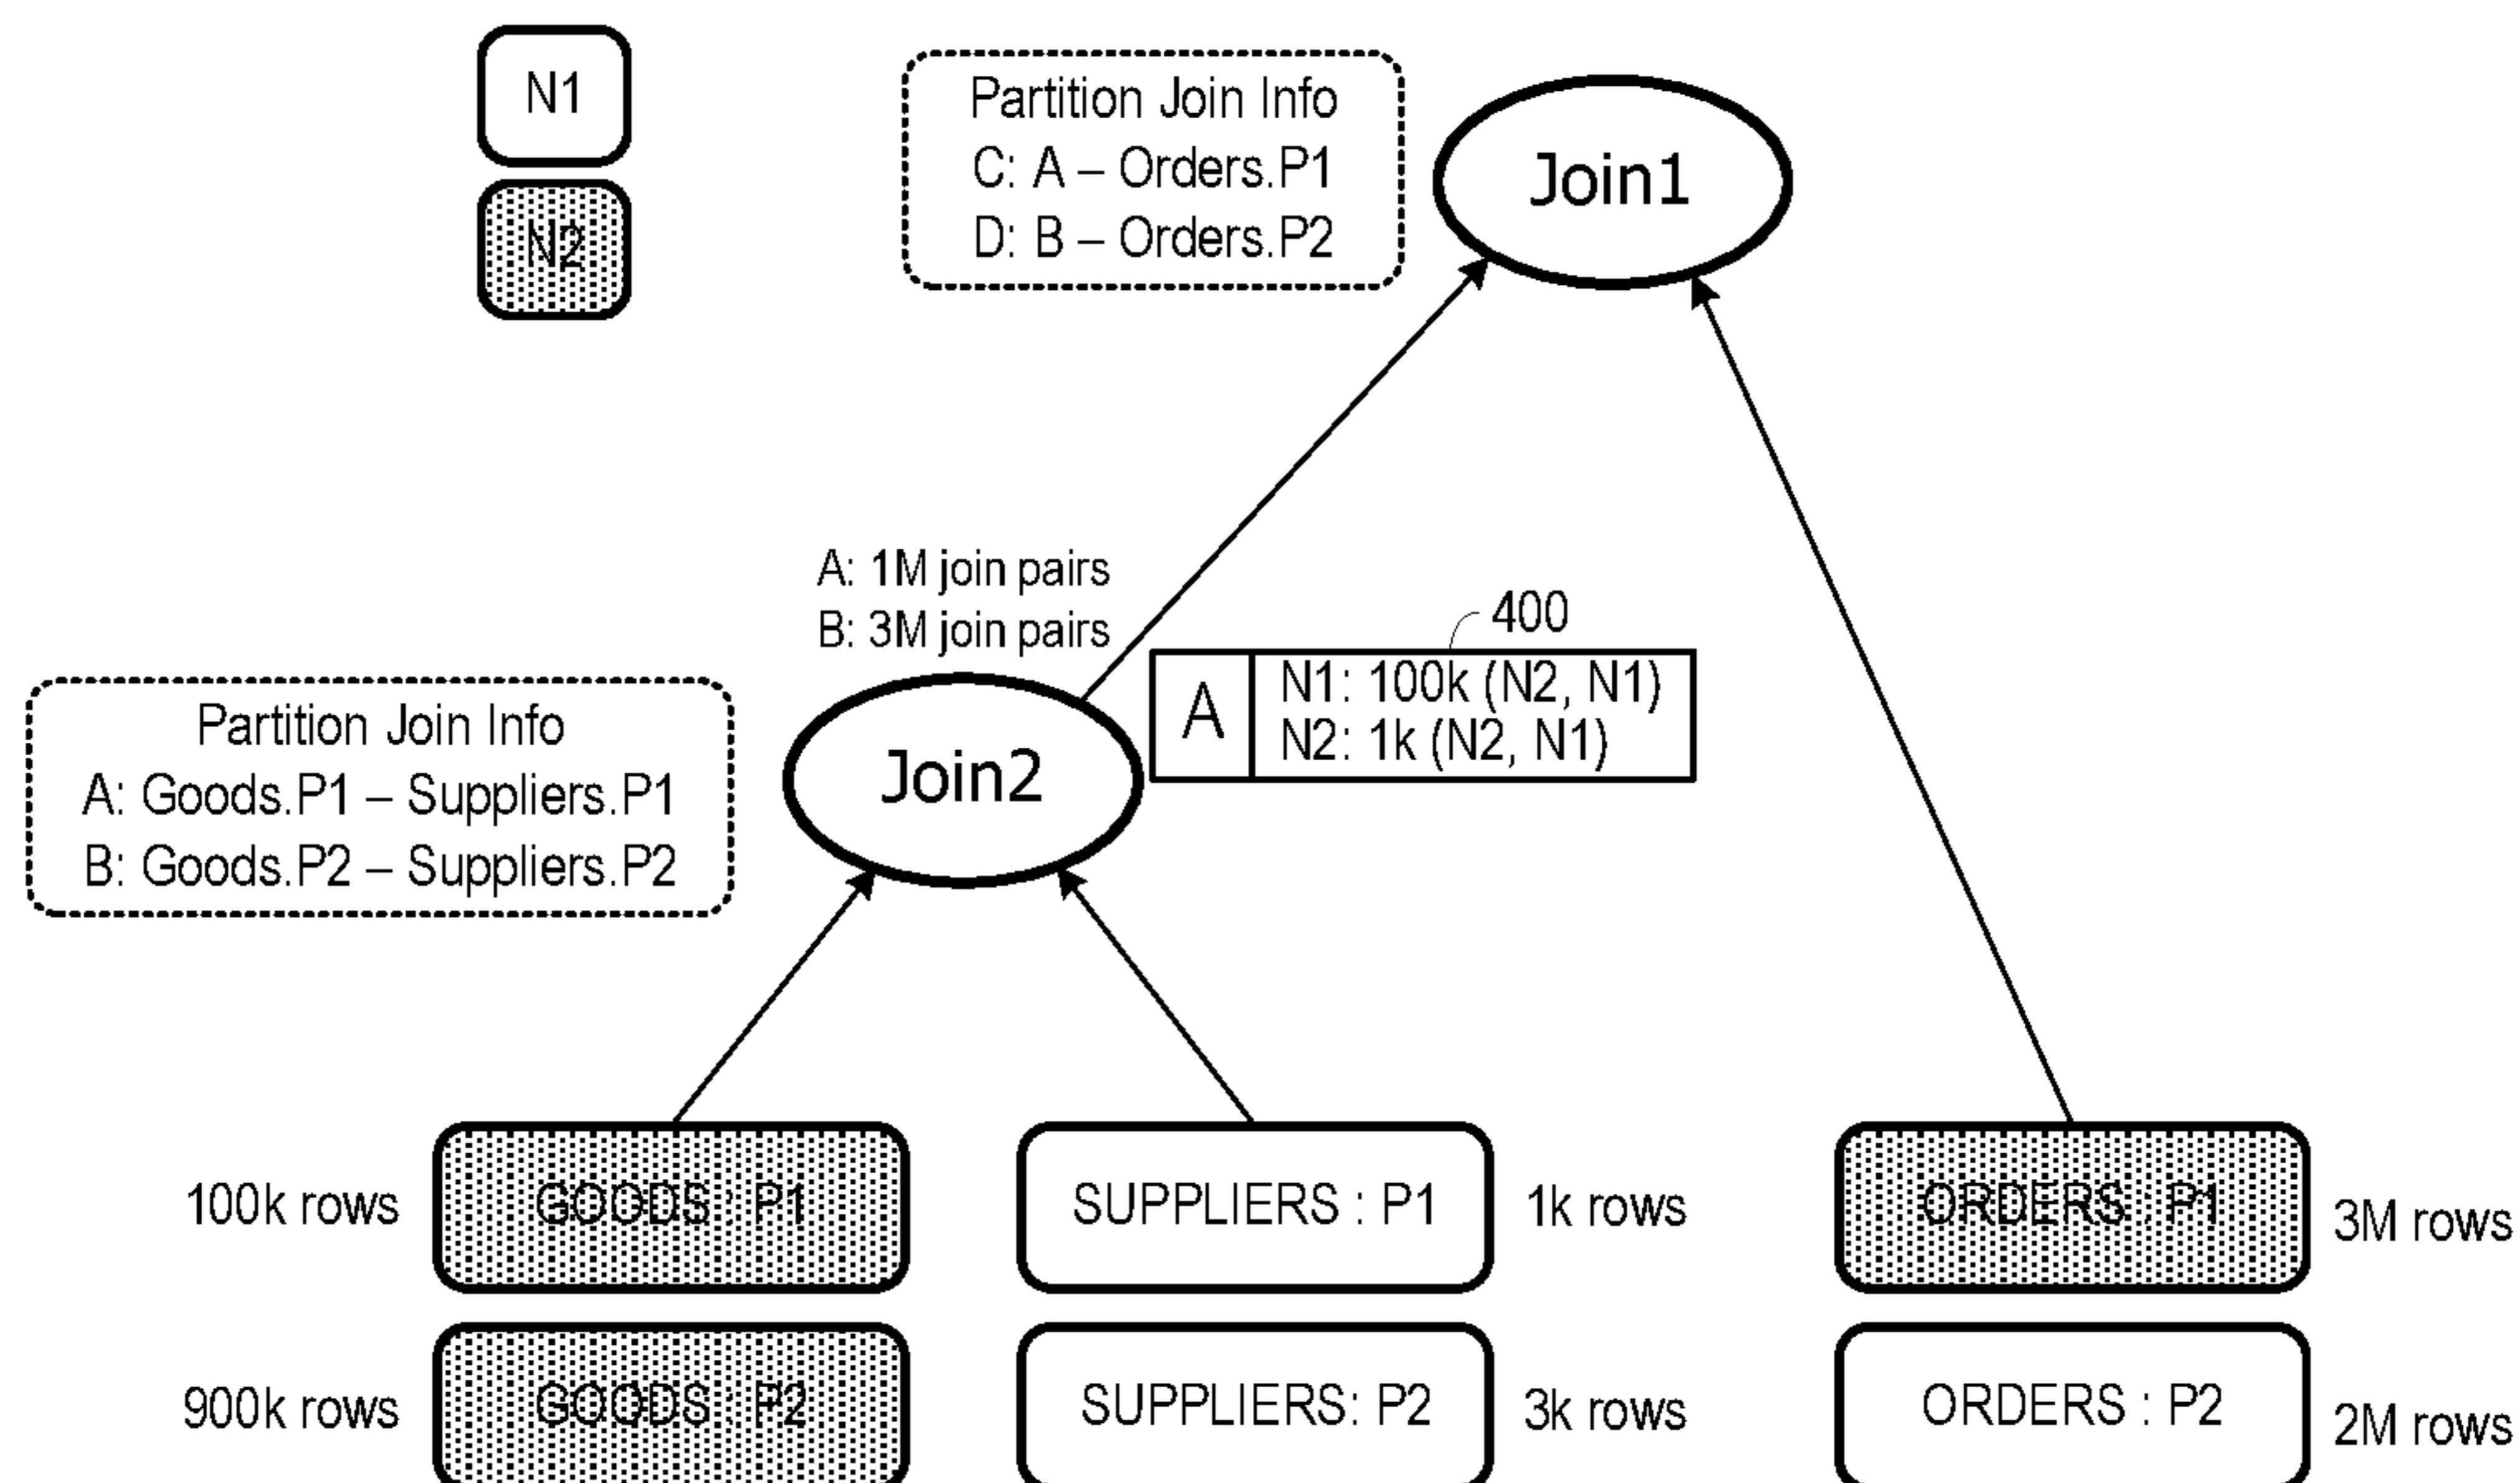 N1
N2
Partition Join Info
C: A – Orders.P1
D: B – Orders.P2
Join1
A: 1M join pairs
B: 3M join pairs
400
A
N1: 100k (N2, N1)
N2: 1k (N2, N1)
Partition Join Info
A: Goods.P1 – Suppliers.P1
B: Goods.P2 – Suppliers.P2
Join2
100k rows
GOODS : P1
SUPPLIERS : P1
1k rows
ORDERS : P1
3M rows
900k rows
GOODS : P2
SUPPLIERS: P2
3k rows
ORDERS : P2
2M rows